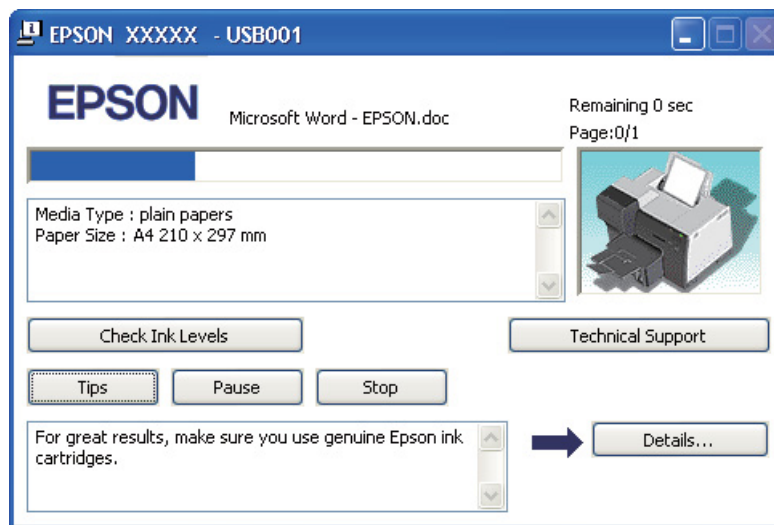 EPSON XXXXX - USB001
EPSON
Microsoft Word - EPSON.doc
Remaining 0 sec
Page:0/1
Media Type : plain papers
Paper Size : A4 210 x 297 mm
Check Ink Levels
Technical Support
Tips
Pause
Stop
For great results, make sure you use genuine Epson ink
cartridges.
Details...